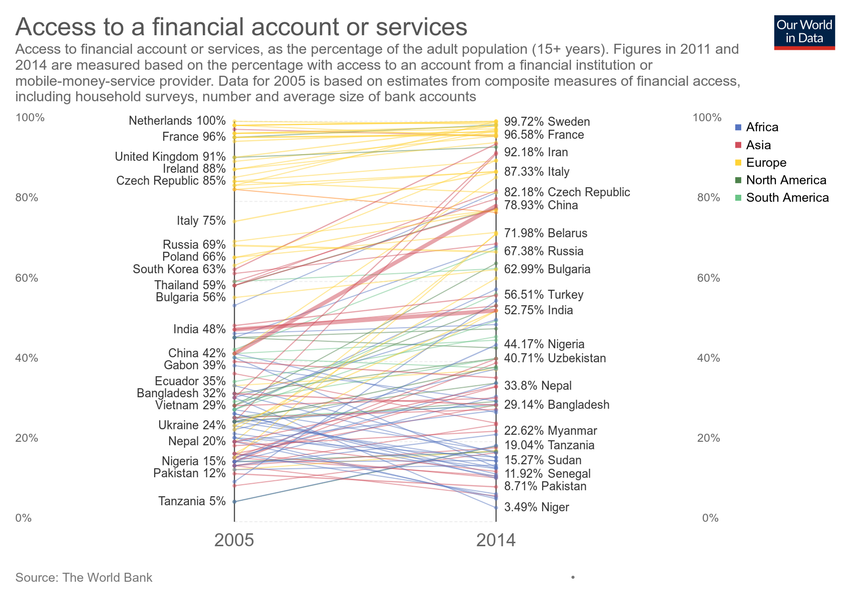 Access to a financial account or services
Our World
in Data
Access to financial account or services, as the percentage of the adult population (15+ years). Figures in 2011 and
2014 are measured based on the percentage with access to an account from a financial institution or
mobile-money-service provider. Data for 2005 is based on estimates from composite measures of financial access,
including household surveys, number and average size of bank accounts
100%
80%
60%
40%
20%
0%
Netherlands 100%
France 96%
United Kingdom 91%
Ireland 88%
Czech Republic 85%
Italy 75%
Russia 69%
Poland 66%
South Korea 63%
Thailand 59%
Bulgaria 56%
India 48%
China 42%
Gabon 39%
Ecuador 35%
Bangladesh 32%
Vietnam 29%
Ukraine 24%
Nepal 20%
Nigeria 15%
Pakistan 12%
Tanzania 5%
99.72% Sweden
96.58% France
92.18% Iran
87.33% Italy
82.18% Czech Republic
78.93% China
71.98% Belarus
67.38% Russia
62.99% Bulgaria
56.51% Turkey
52.75% India
44.17% Nigeria
40.71% Uzbekistan
33.8% Nepal
29.14% Bangladesh
22.62% Myanmar
19.04% Tanzania
15.27% Sudan
11.92% Senegal
8.71% Pakistan
3.49% Niger
100%
80%
60%
40%
20%
0%
Africa
Asia
Europe
North America
South America
2005
2014
Source: The World Bank